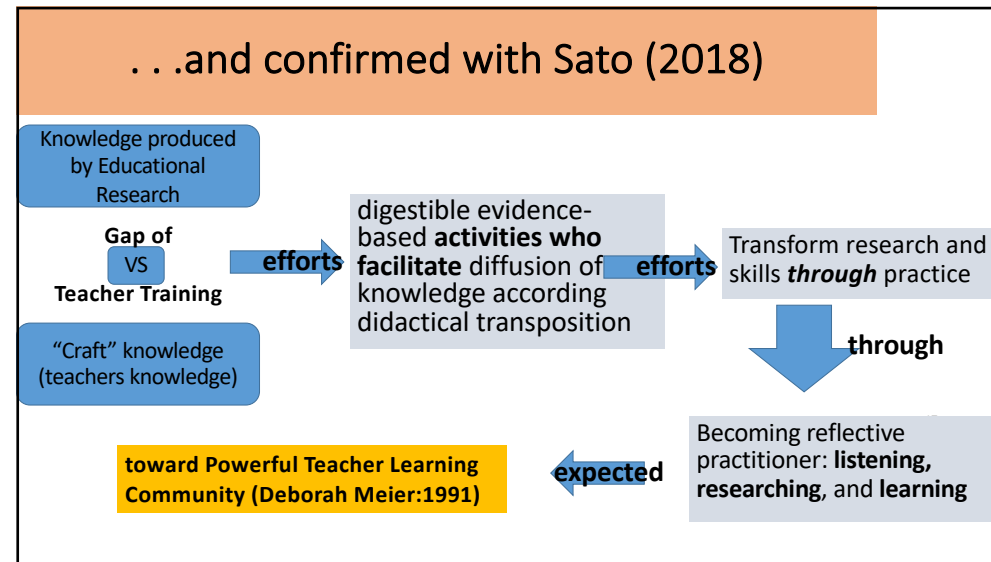 . . .and confirmed with Sato (2018)
Knowledge produced
by Educational
Research
Gap of
VS
Teacher Training
“Craft” knowledge
(teachers knowledge)
efforts
digestible evidence-
based activities who
facilitate diffusion of
knowledge according
didactical transposition
efforts
Transform research and
skills through practice
through
Becoming reflective
practitioner: listening,
researching, and learning
expected
toward Powerful Teacher Learning
Community (Deborah Meier:1991)